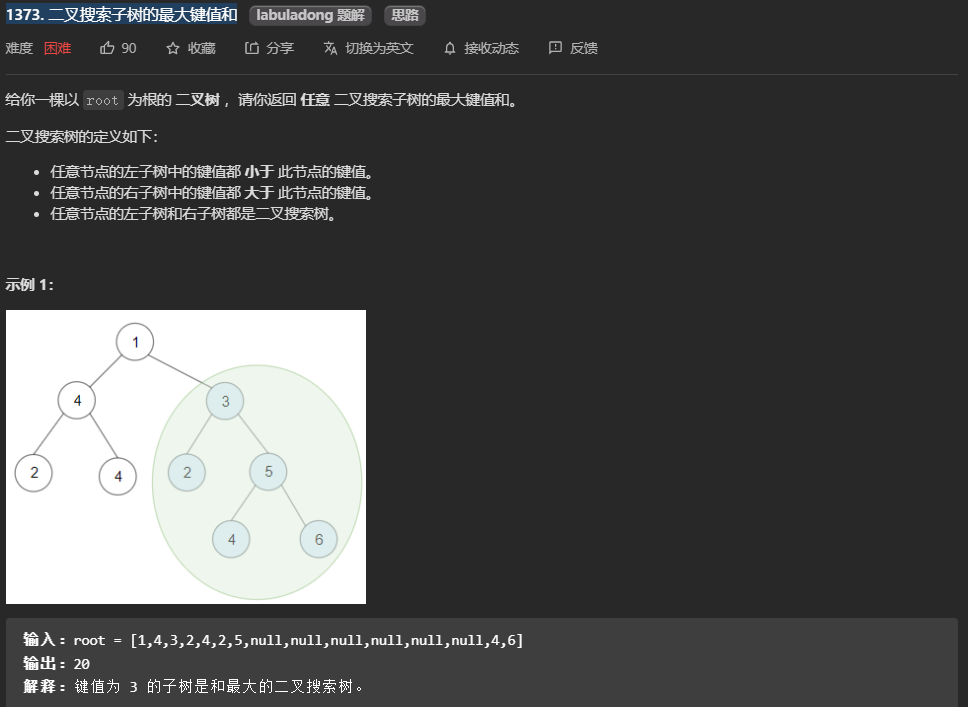 1373. 二叉搜索子树的最大键值和 labuladong 题解 思路
难度 困难 90 收藏 分享 切换为英文 接收动态 反馈
给你一棵以 root 为根的 二叉树 ，请你返回 任意 二叉搜索子树的最大键值和。
二叉搜索树的定义如下：
• 任意节点的左子树中的键值都 小于 此节点的键值。
• 任意节点的右子树中的键值都 大于 此节点的键值。
• 任意节点的左子树和右子树都是二叉搜索树。
示例 1：
1
4 3
2 4 2 5
4 6
输入：root = [1,4,3,2,4,2,5,null,null,null,null,null,null,4,6]
输出：20
解释：键值为 3 的子树是和最大的二叉搜索树。